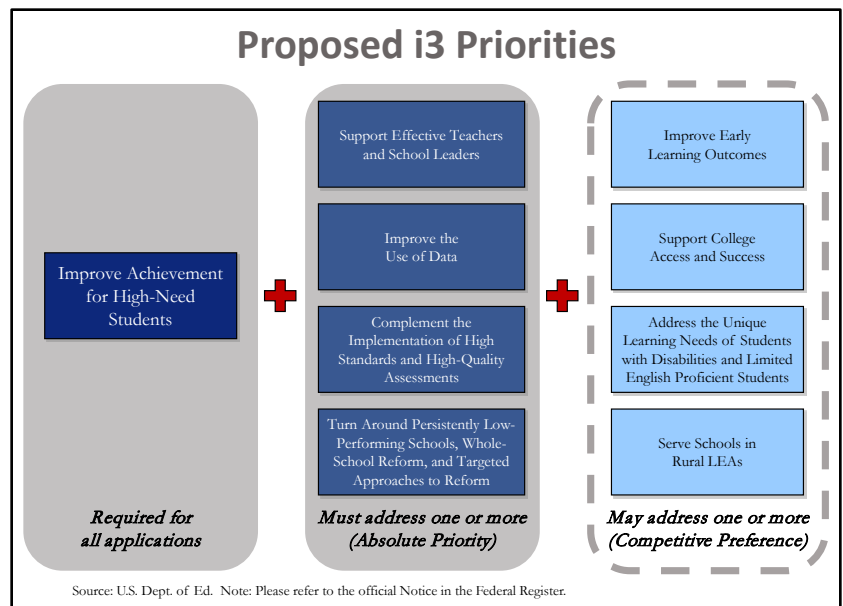 Proposed i3 Priorities
Improve Achievement
for High-Need
Students
Required for
all applications
Support Effective Teachers
and School Leaders
Improve the
Use of Data
Complement the
Implementation of High
Standards and High-Quality
Assessments
Turn Around Persistently Low-
Performing Schools, Whole-
School Reform, and Targeted
Approaches to Reform
Must address one or more
(Absolute Priority)
Improve Early
Learning Outcomes
Support College
Access and Success
Address the Unique
Learning Needs of Students
with Disabilities and Limited
English Proficient Students
Serve Schools in
Rural LEAs
May address one or more
(Competitive Preference)
Source: U.S. Dept. of Ed. Note: Please refer to the official Notice in the Federal Register.